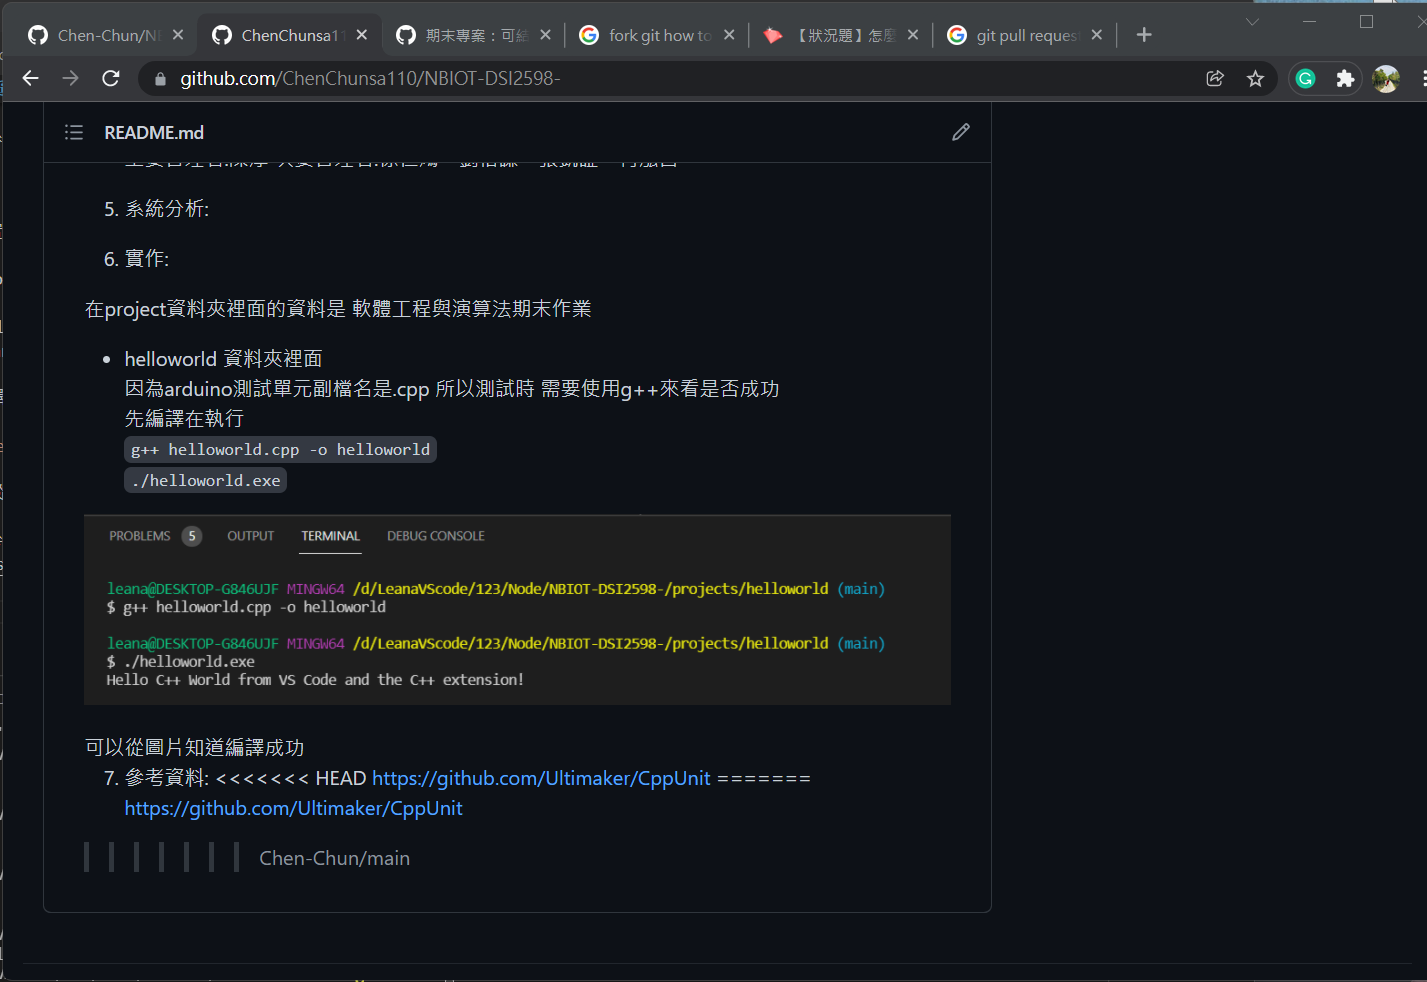 Chen-Chun/N
ChenChunsa11
期末專案：可結
fork git how to
【狀況題】怎麼
git pull reques
github.com/ChenChunsa110/NBIOT-DSI2598-
README.md
5. 系統分析:
6. 實作:
在project資料夾裡面的資料是 軟體工程與演算法期末作業
helloworld 資料夾裡面
因為arduino測試單元副檔名是.cpp 所以測試時 需要使用g++來看是否成功
先編譯在執行
g++ helloworld.cpp -o helloworld
./helloworld.exe
PROBLEMS 5 OUTPUT TERMINAL DEBUG CONSOLE
leana@DESKTOP-G846UJF MINGW64 /d/LeanaVScode/123/Node/NBIOT-DSI2598-/projects/helloworld (main)
$ g++ helloworld.cpp -o helloworld
leana@DESKTOP-G846UJF MINGW64 /d/LeanaVScode/123/Node/NBIOT-DSI2598-/projects/helloworld (main)
$ ./helloworld.exe
Hello C++ World from VS Code and the C++ extension!
可以從圖片知道編譯成功
7. 參考資料: <<<<<<< HEAD https://github.com/Ultimaker/CppUnit =======
https://github.com/Ultimaker/CppUnit
Chen-Chun/main